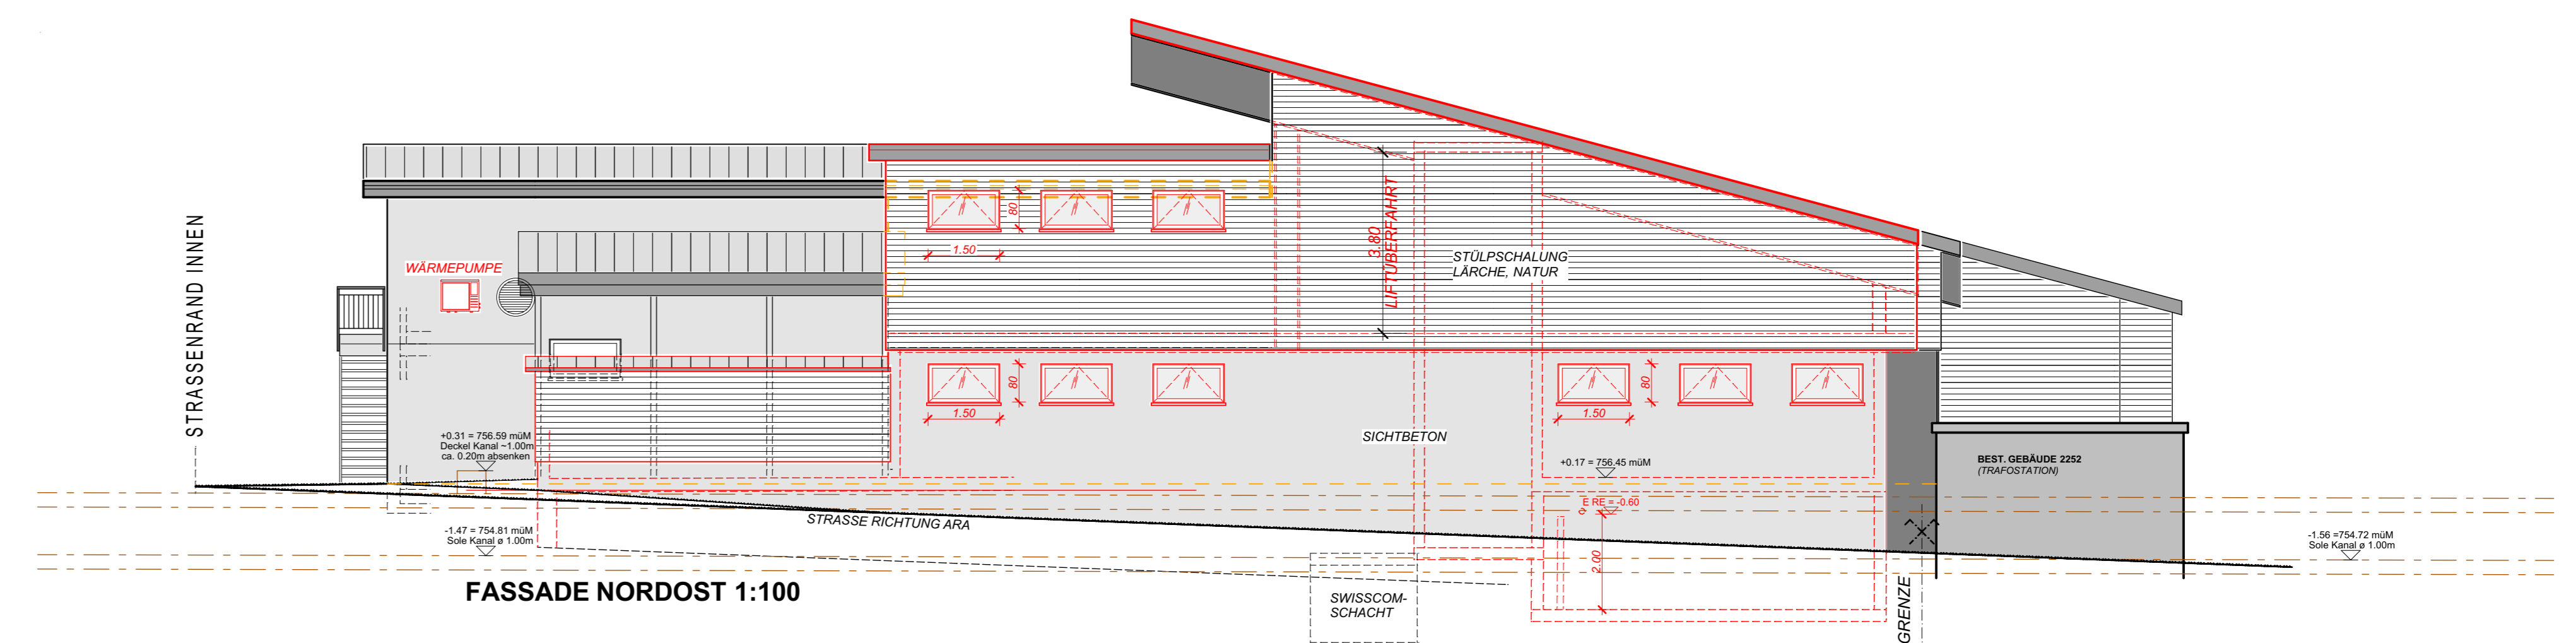 STRASSENRAND INNEN
WÄRMEPUMPE
80
1.50
3.80
LIFTÜBERFAHRT
STÜLPSCHALUNG
LÄRCHE, NATUR
80
1.50
80
1.50
SICHTBETON
+0.31 = 756.59 müM
Deckel Kanal ~1.00m
ca. 0.20m absenken
+0.17 = 756.45 müM
BEST. GEBÄUDE 2252
(TRAFOSTATION)
E RE = -0.60
STRASSE RICHTUNG ARA
-1.47 = 754.81 müM
Sole Kanal ø 1.00m
-1.56 =754.72 müM
Sole Kanal ø 1.00m
2.00
FASSADE NORDOST 1:100
SWISSCOM-
SCHACHT
GRENZE